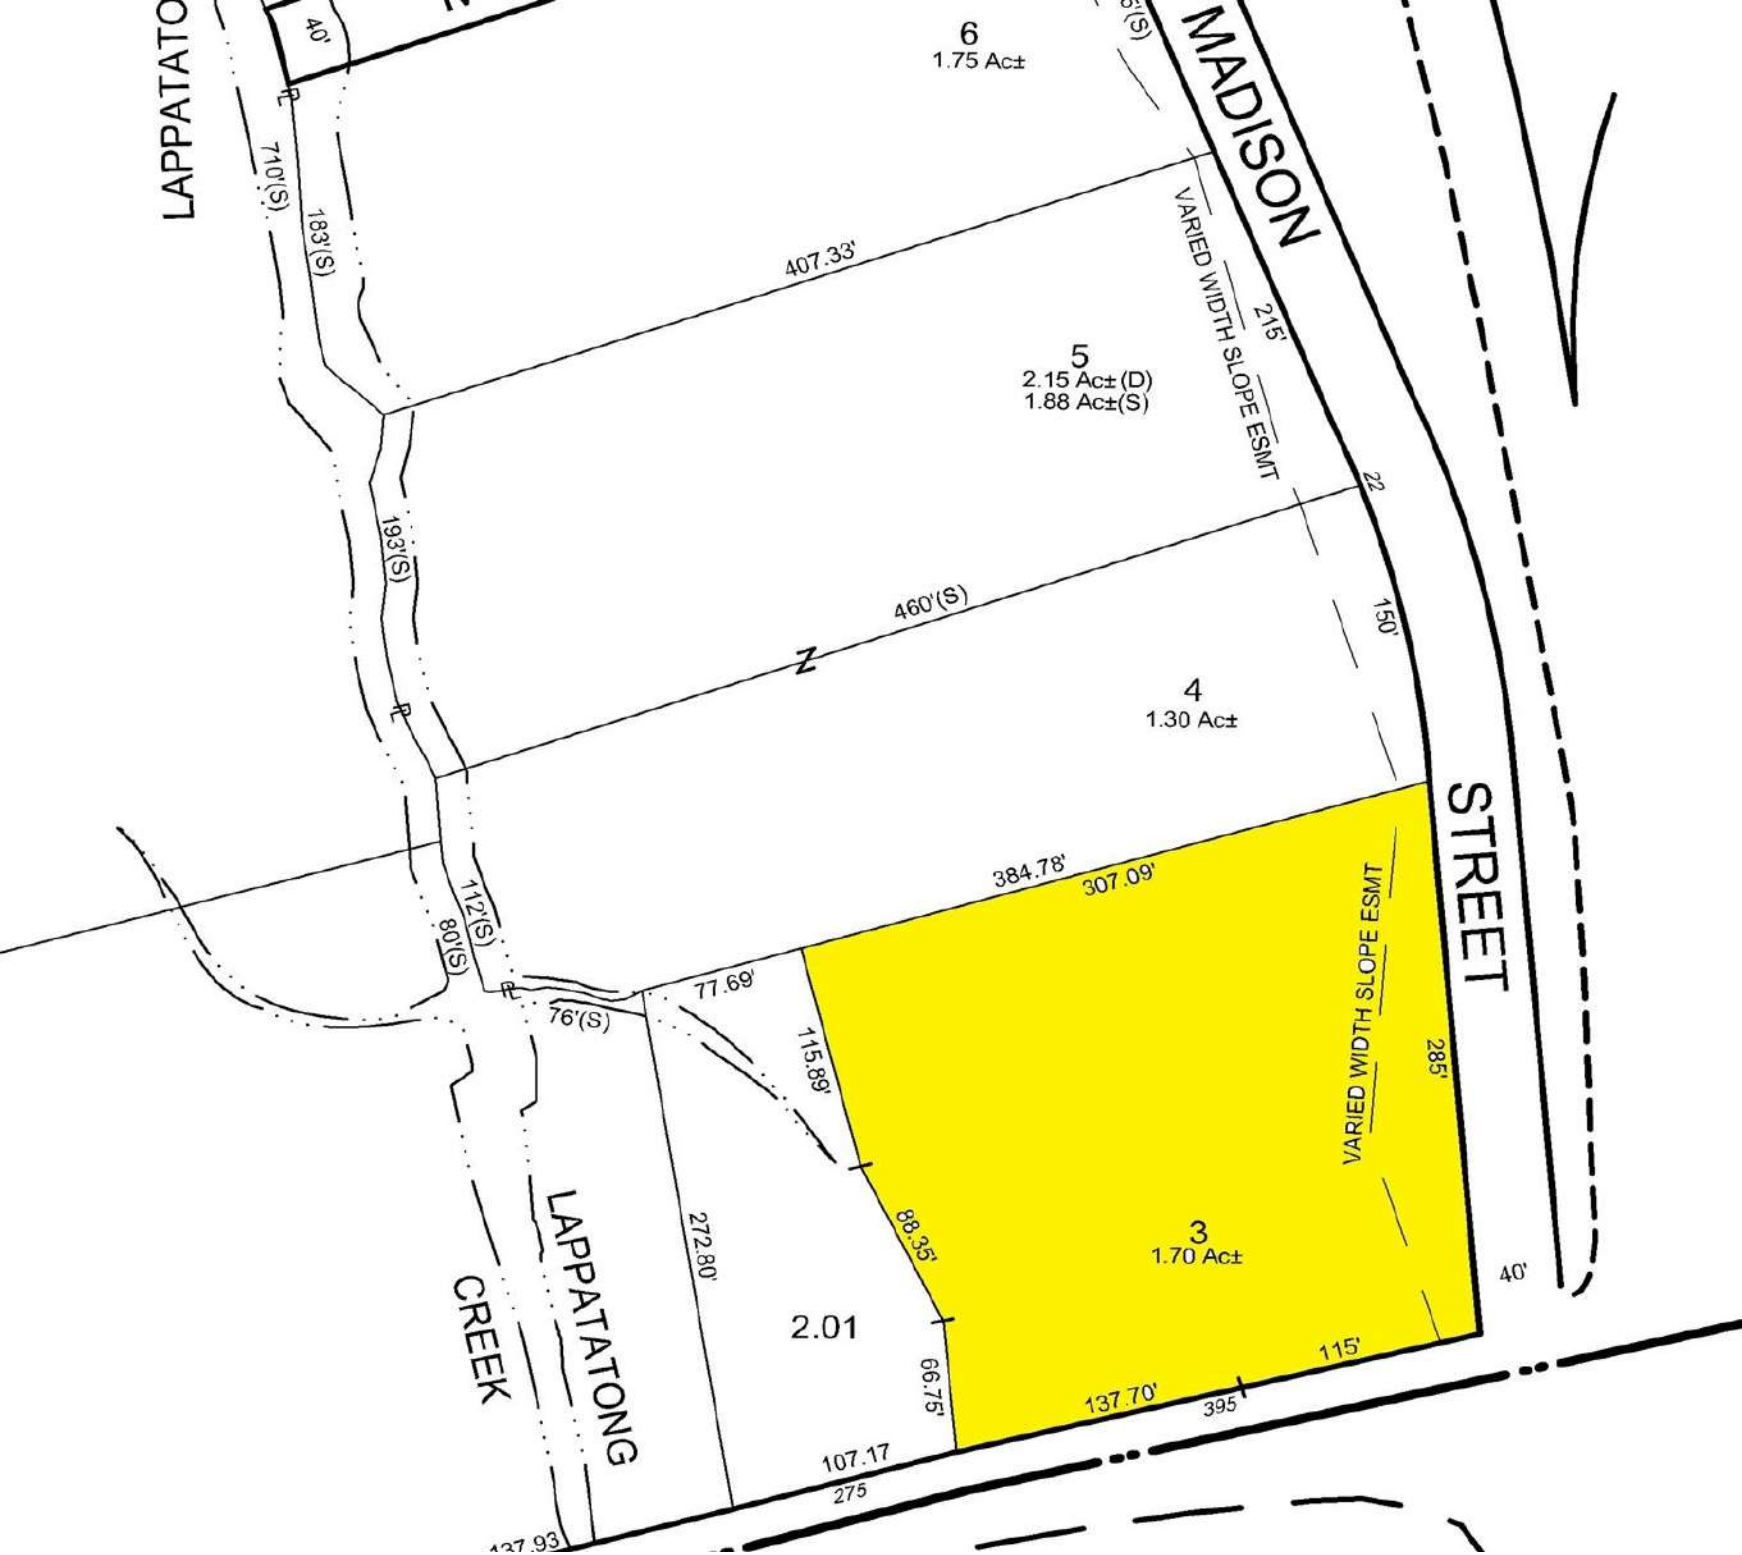 LAPPATATO
40'
6
1.75 Ac±
MADISON
710'(S)
183'(S)
407.33'
VARIED WIDTH SLOPE ESMT
215'
5
2.15 Ac±(D)
1.88 Ac±(S)
22
193'(S)
460'(S)
Z
150'
4
1.30 Ac±
STREET
384.78'
307.09'
112'(S)
80'(S)
77.69'
76'(S)
115.89'
VARIED WIDTH SLOPE ESMT
285'
272.80'
88.35'
3
1.70 Ac±
40'
LAPPATATONG
CREEK
2.01
66.75'
115'
137.70'
395
107.17
275
137.93